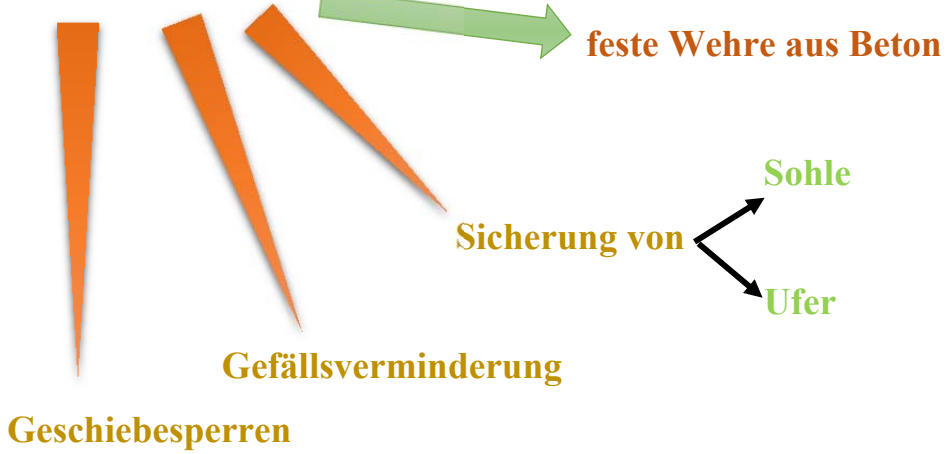 feste Wehre aus Beton
Sohle
Sicherung von
Ufer
Gefällsverminderung
Geschiebesperren